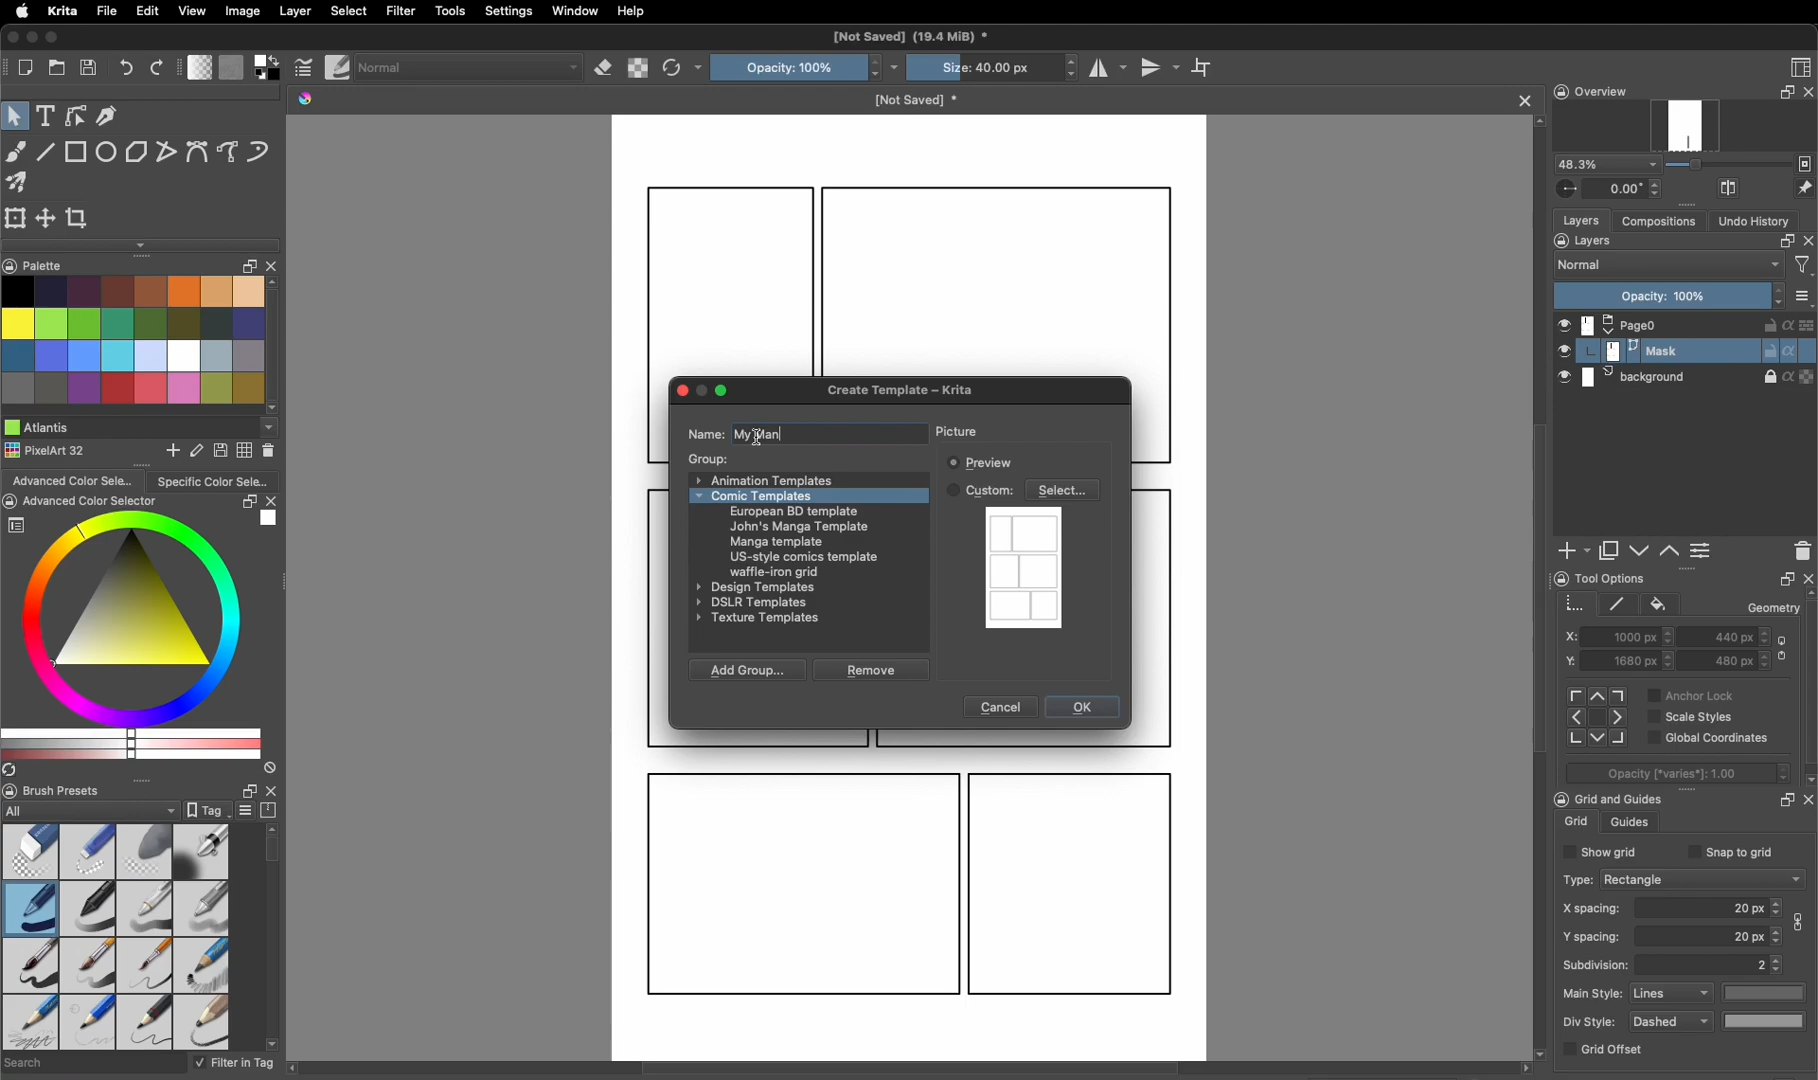 Krita File Edit View Image Layer Select Filter Tools Settings Window Help
[Not Saved] (19.4 MiB) *
Normal
Opacity: 100%
Size: 40.00 px
[Not Saved] *
Overview
48.3%
0.00°
Layers Compositions Undo History
Layers
Normal
Opacity: 100%
Page0
Mask
background
Palette
Atlantis
PixelArt 32
Advanced Color Sele... Specific Color Sele...
Advanced Color Selector
Brush Presets
All
Tag
Search
Filter in Tag
Create Template – Krita
Name: My Man
Group:
Animation Templates
Comic Templates
European BD template
John's Manga Template
Manga template
US-style comics template
waffle-iron grid
Design Templates
DSLR Templates
Texture Templates
Add Group... Remove
Picture
Preview
Custom: Select...
Cancel OK
Tool Options
Geometry
X: 1000 px 440 px
Y: 1680 px 480 px
Anchor Lock
Scale Styles
Global Coordinates
Opacity [*varies*]: 1.00
Grid and Guides
Grid Guides
Show grid Snap to grid
Type: Rectangle
X spacing: 20 px
Y spacing: 20 px
Subdivision: 2
Main Style: Lines
Div Style: Dashed
Grid Offset